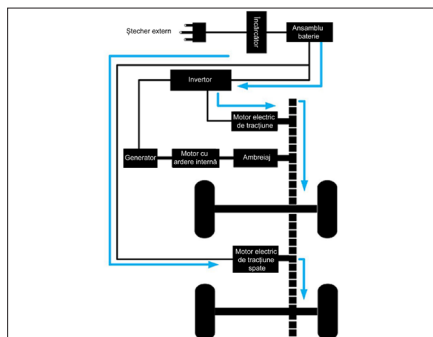 Ștecher extern
Încărcător
Ansamblu
baterie
Invertor
Motor electric
de tracțiune
Generator
Motor cu
ardere internă
Ambreiaj
Motor electric
de tracțiune
spate